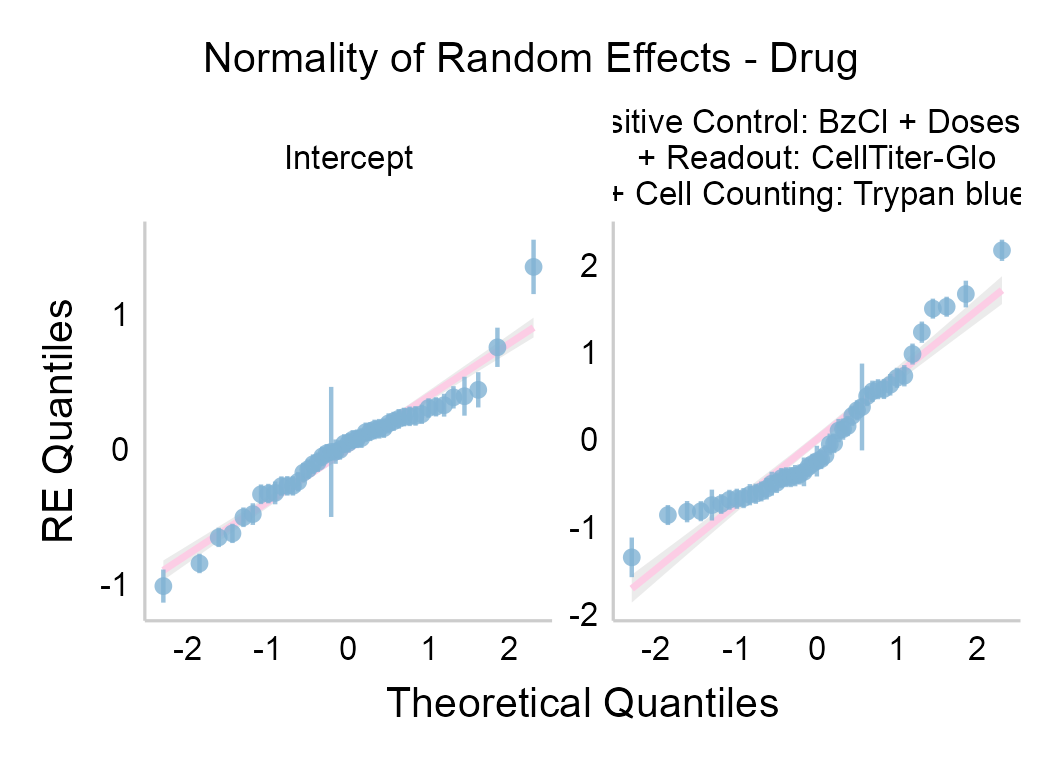 Normality of Random Effects - Drug
Intercept
sitive Control: BzCl + Doses
+ Readout: CellTiter-Glo
+ Cell Counting: Trypan blue
RE Quantiles
1
0
-1
2
1
0
-1
-2
-2 -1 0 1 2
-2 -1 0 1 2
Theoretical Quantiles